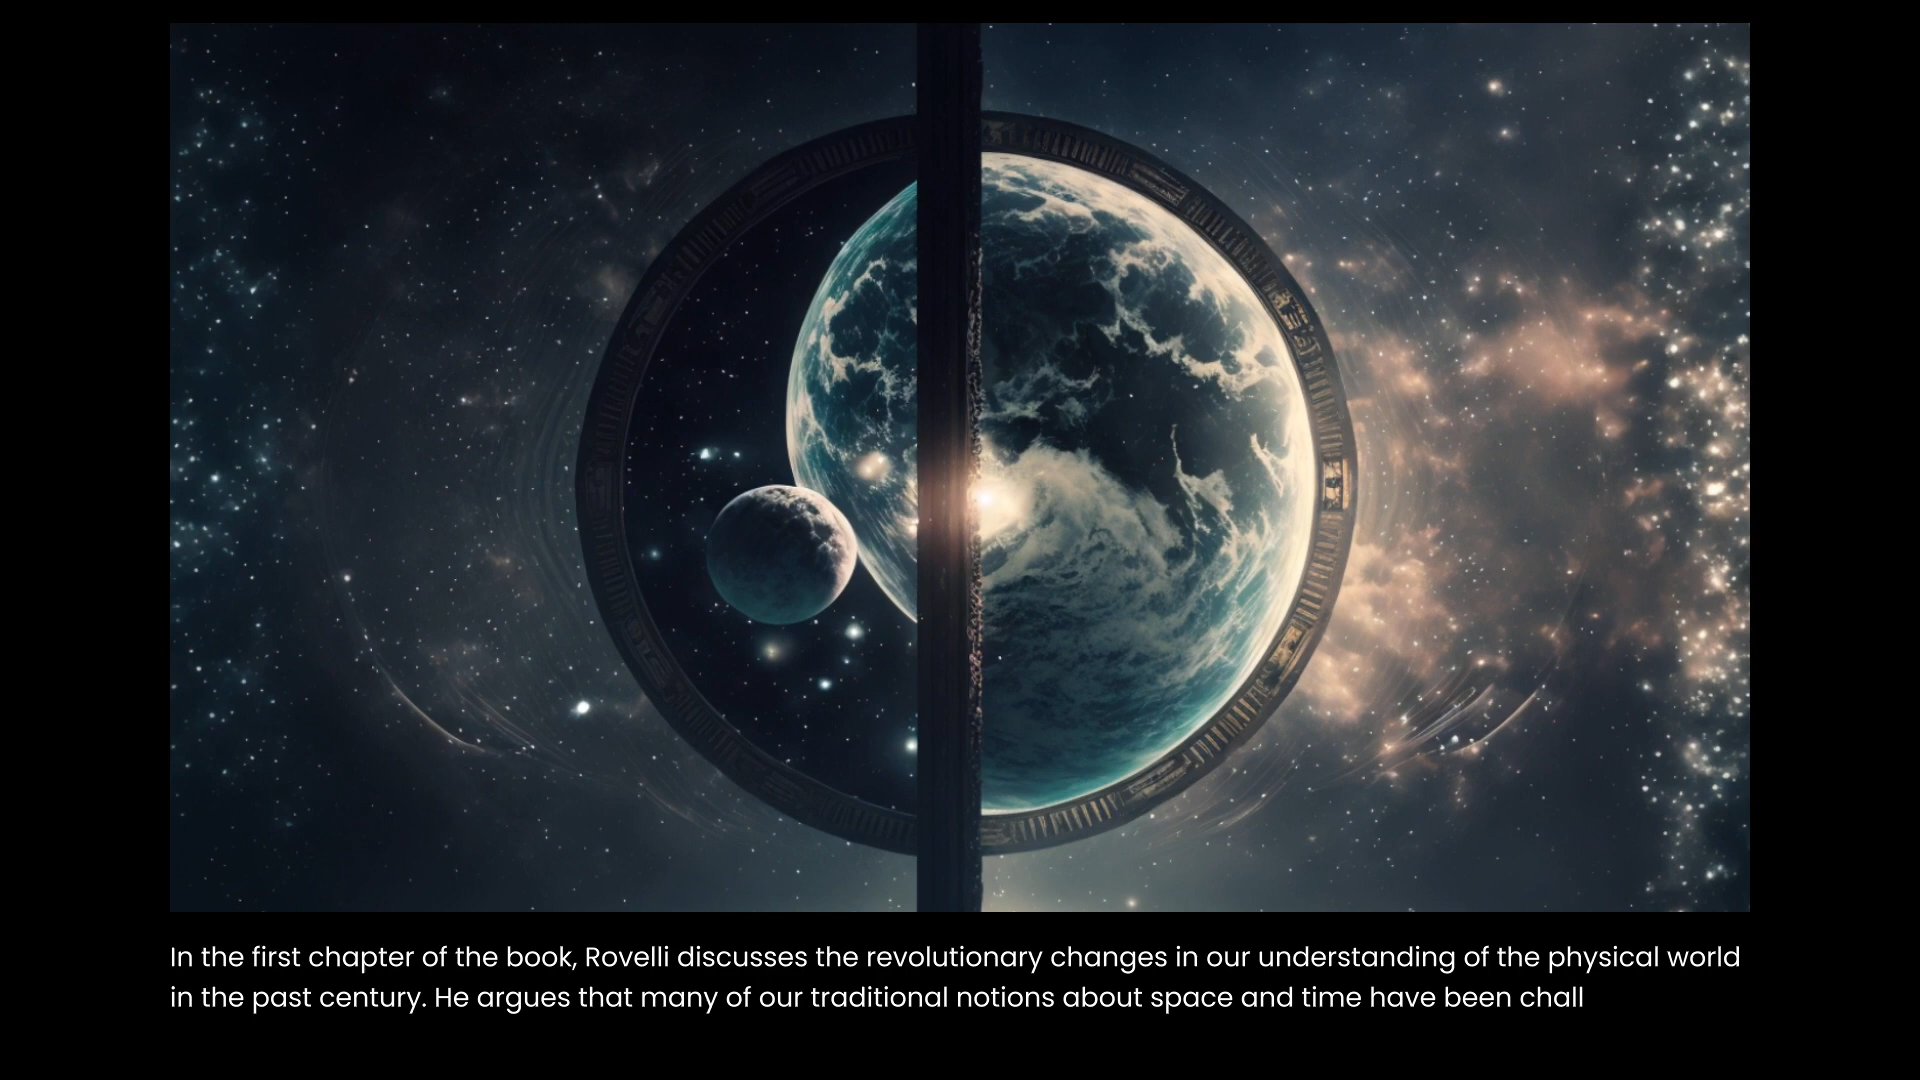 In the first chapter of the book, Rovelli discusses the revolutionary changes in our understanding of the physical world
in the past century. He argues that many of our traditional notions about space and time have been chall